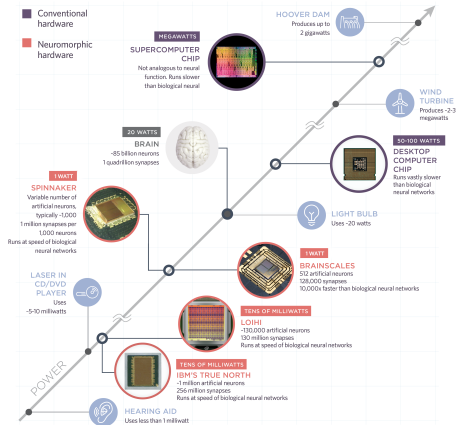 Conventional
hardware
Neuromorphic
hardware
HOOVER DAM
Produces up to
2 gigawatts
MEGAWATTS
SUPERCOMPUTER
CHIP
Not analogous to neural
function. Runs slower
than biological neural
WIND
TURBINE
Produces ~2-3
megawatts
20 WATTS
BRAIN
~85 billion neurons
1 quadrillion synapses
50-100 WATTS
DESKTOP
COMPUTER
CHIP
Runs vastly slower
than biological
neural networks
1 WATT
SPINNAKER
Variable number of
artificial neurons,
typically ~1,000
1 million synapses per
1,000 neurons
Runs at speed of biological
neural networks
LIGHT BULB
Uses ~20 watts
1 WATT
BRAINSCALES
512 artificial neurons
128,000 synapses
10,000x faster than biological neural networks
LASER IN
CD/DVD
PLAYER
Uses
~5-10 milliwatts
TENS OF MILLIWATTS
LOIHI
~130,000 artificial neurons
130 million synapses
Runs at speed of biological neural networks
TENS OF MILLIWATTS
IBM'S TRUE NORTH
~1 million artificial neurons
256 million synapses
Runs at speed of biological neural networks
POWER
HEARING AID
Uses less than 1 milliwatt